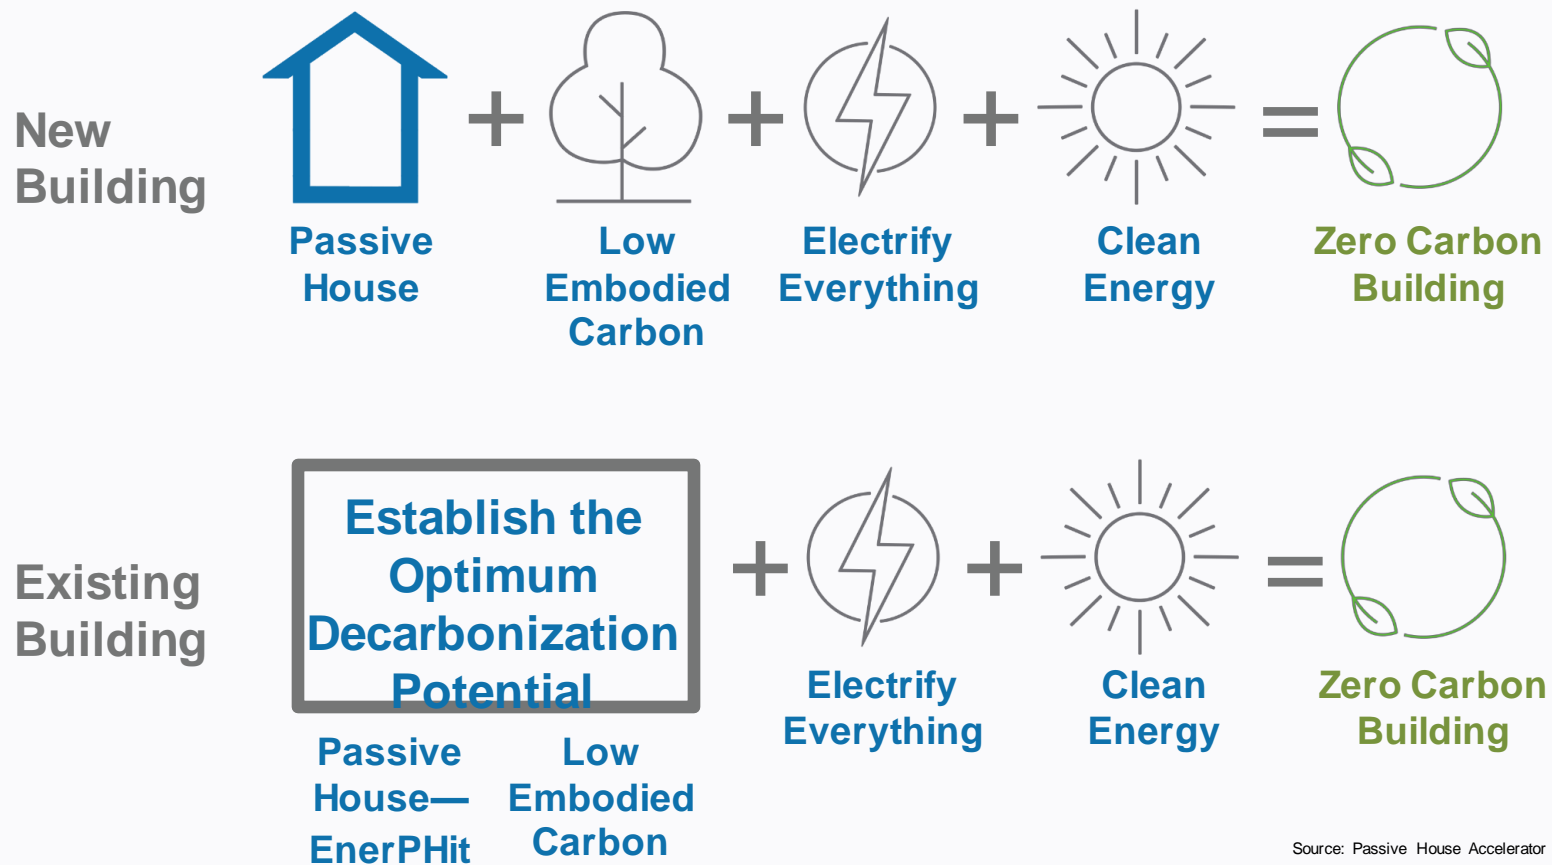 New
Building
+ + + =
Passive
House
Low
Embodied
Carbon
Electrify
Everything
Clean
Energy
Zero Carbon
Building
Existing
Building
Establish the
Optimum
Decarbonization
Potential
+ + =
Passive
House—
EnerPHit
Low
Embodied
Carbon
Electrify
Everything
Clean
Energy
Zero Carbon
Building
Source: Passive House Accelerator